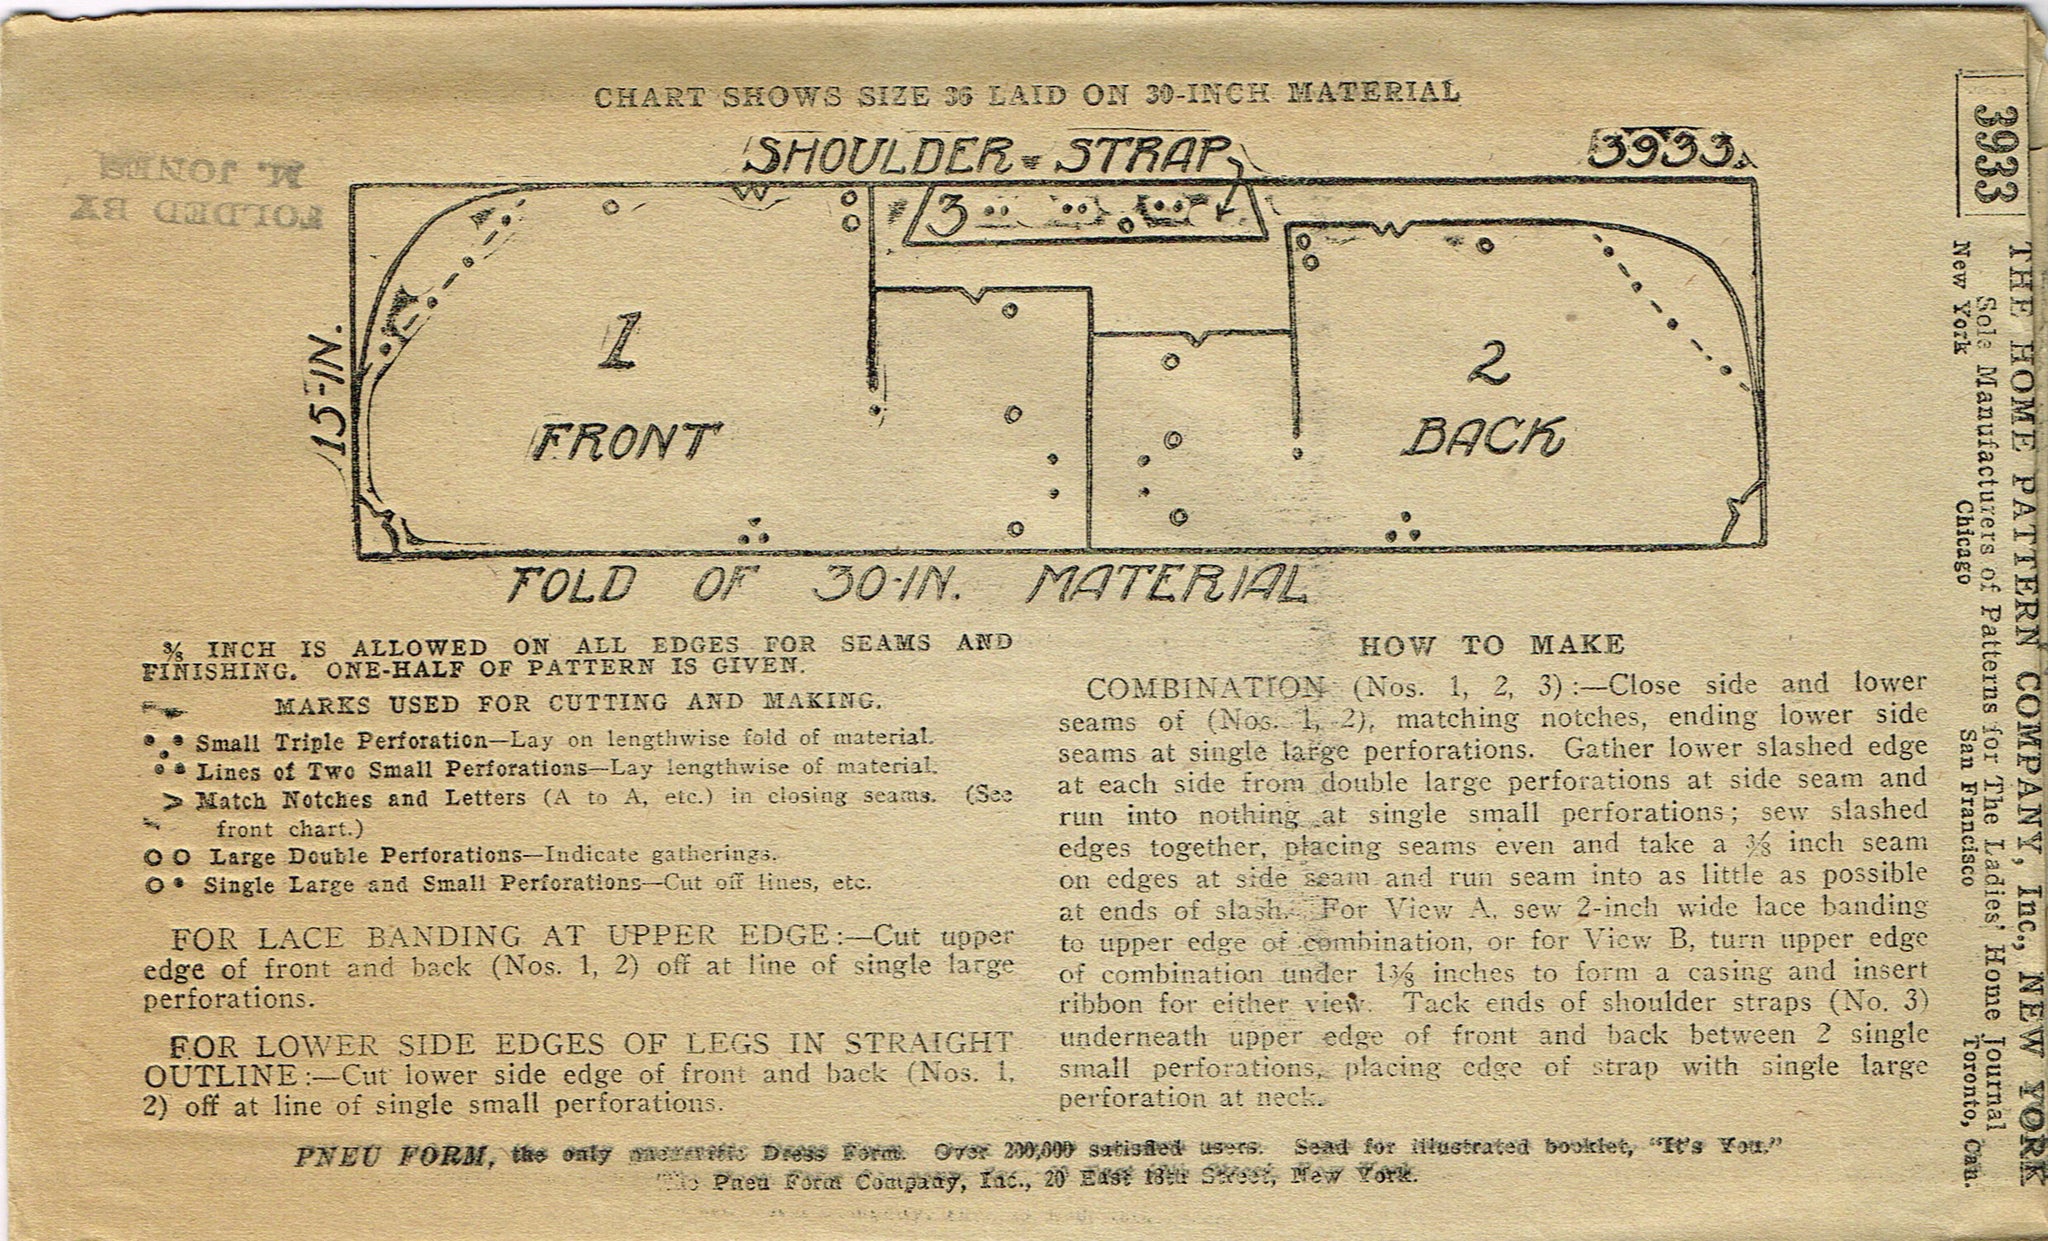 CHART SHOWS SIZE 36 LAID ON 30-INCH MATERIAL
SHOULDER - STRAP
3933.
M. JONES
FOLDED BY
3
15-IN.
1
FRONT
2
BACK
FOLD OF 30-IN. MATERIAL
⅜ INCH IS ALLOWED ON ALL EDGES FOR SEAMS AND
FINISHING. ONE-HALF OF PATTERN IS GIVEN.
MARKS USED FOR CUTTING AND MAKING.
Small Triple Perforation—Lay on lengthwise fold of material.
Lines of Two Small Perforations—Lay lengthwise of material.
Match Notches and Letters (A to A, etc.) in closing seams. (See
front chart.)
Large Double Perforations—Indicate gatherings.
Single Large and Small Perforations—Cut off lines, etc.
FOR LACE BANDING AT UPPER EDGE:—Cut upper
edge of front and back (Nos. 1, 2) off at line of single large
perforations.
FOR LOWER SIDE EDGES OF LEGS IN STRAIGHT
OUTLINE:—Cut lower side edge of front and back (Nos. 1,
2) off at line of single small perforations.
HOW TO MAKE
COMBINATION (Nos. 1, 2, 3):—Close side and lower
seams of (Nos. 1, 2), matching notches, ending lower side
seams at single large perforations. Gather lower slashed edge
at each side from double large perforations at side seam and
run into nothing at single small perforations; sew slashed
edges together, placing seams even and take a ⅜ inch seam
on edges at side seam and run seam into as little as possible
at ends of slash. For View A, sew 2-inch wide lace banding
to upper edge of combination, or for View B, turn upper edge
of combination under 1⅜ inches to form a casing and insert
ribbon for either view. Tack ends of shoulder straps (No. 3)
underneath upper edge of front and back between 2 single
small perforations, placing edge of strap with single large
perforation at neck.
PNEU FORM, the only Dress Form. Over 200,000 satisfied users. Send for illustrated booklet, "It's You."
The Pneu Form Company, Inc., 20 East 18th Street, New York.
3933
THE HOME PATTERN COMPANY, Inc., NEW YORK
Sole Manufacturers of Patterns for The Ladies' Home Journal
New York Chicago San Francisco Toronto, Can.